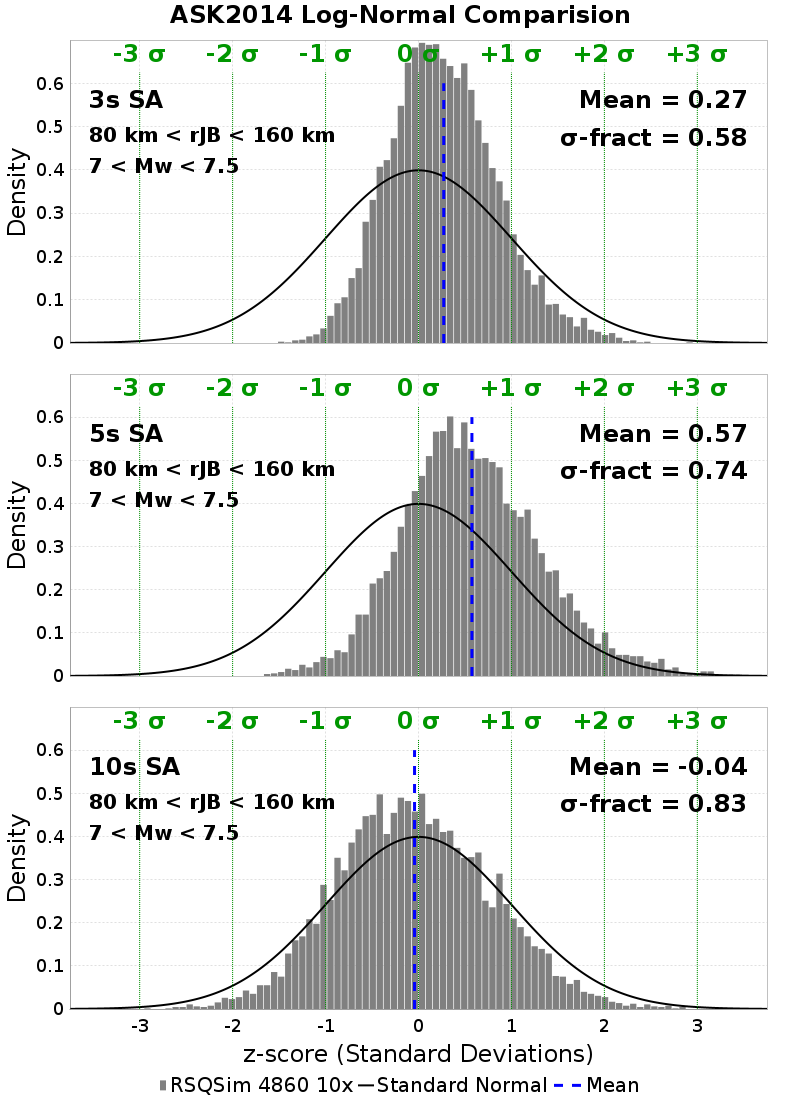 ASK2014 Log-Normal Comparision
-3 σ -2 σ -1 σ 0 σ +1 σ +2 σ +3 σ
0.6
3s SA
Mean = 0.27
0.5
80 km < rJB < 160 km
σ-fract = 0.58
7 < Mw < 7.5
0.4
Density
0.3
0.2
0.1
0
-3 σ -2 σ -1 σ 0 σ +1 σ +2 σ +3 σ
0.6
5s SA
Mean = 0.57
0.5
80 km < rJB < 160 km
σ-fract = 0.74
7 < Mw < 7.5
0.4
Density
0.3
0.2
0.1
0
-3 σ -2 σ -1 σ 0 σ +1 σ +2 σ +3 σ
0.6
10s SA
Mean = -0.04
0.5
80 km < rJB < 160 km
σ-fract = 0.83
7 < Mw < 7.5
0.4
Density
0.3
0.2
0.1
0
-3 -2 -1 0 1 2 3
z-score (Standard Deviations)
RSQSim 4860 10x Standard Normal Mean